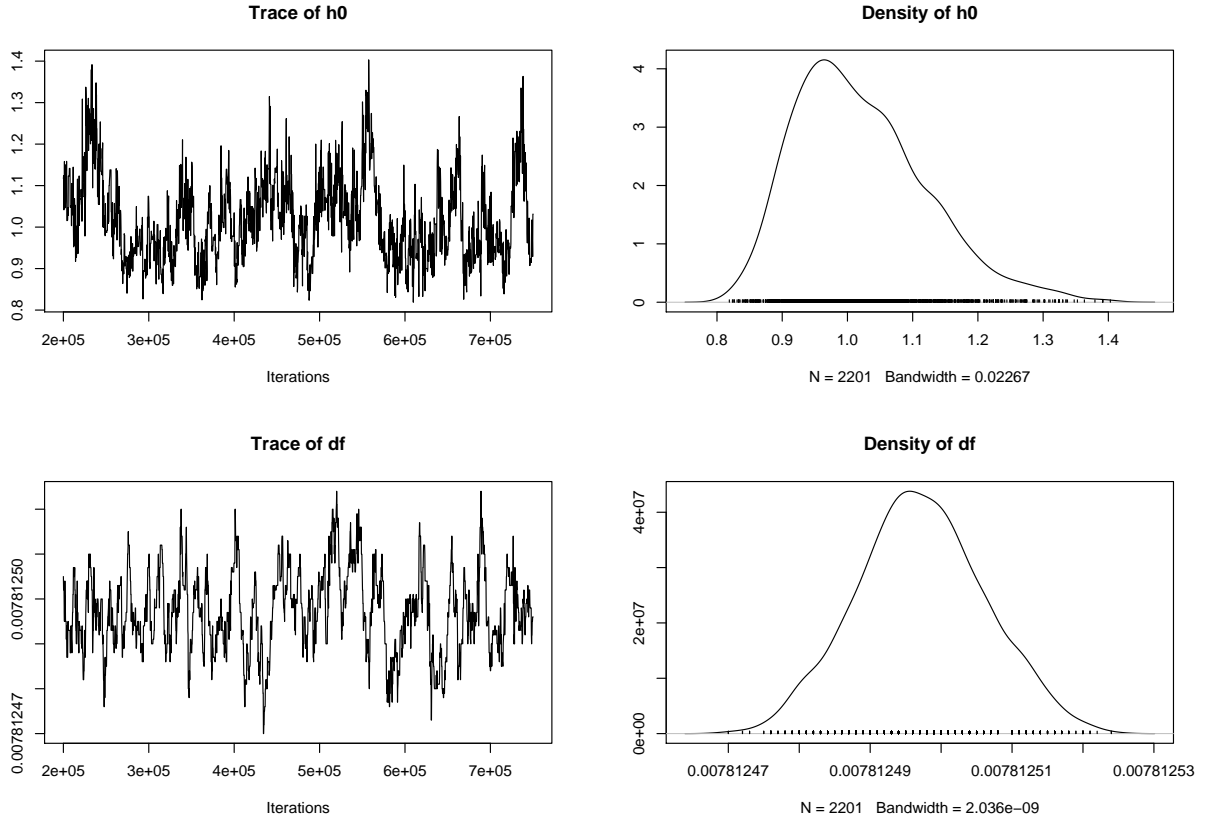 Trace of h0
1.4
1.3
1.2
1.1
1.0
0.9
0.8
2e+05 3e+05 4e+05 5e+05 6e+05 7e+05
Iterations
Density of h0
4
3
2
1
0
0.8 0.9 1.0 1.1 1.2 1.3 1.4
N = 2201 Bandwidth = 0.02267
Trace of df
0.00781250
0.00781247
2e+05 3e+05 4e+05 5e+05 6e+05 7e+05
Iterations
Density of df
4e+07
2e+07
0e+00
0.00781247 0.00781249 0.00781251 0.00781253
N = 2201 Bandwidth = 2.036e−09